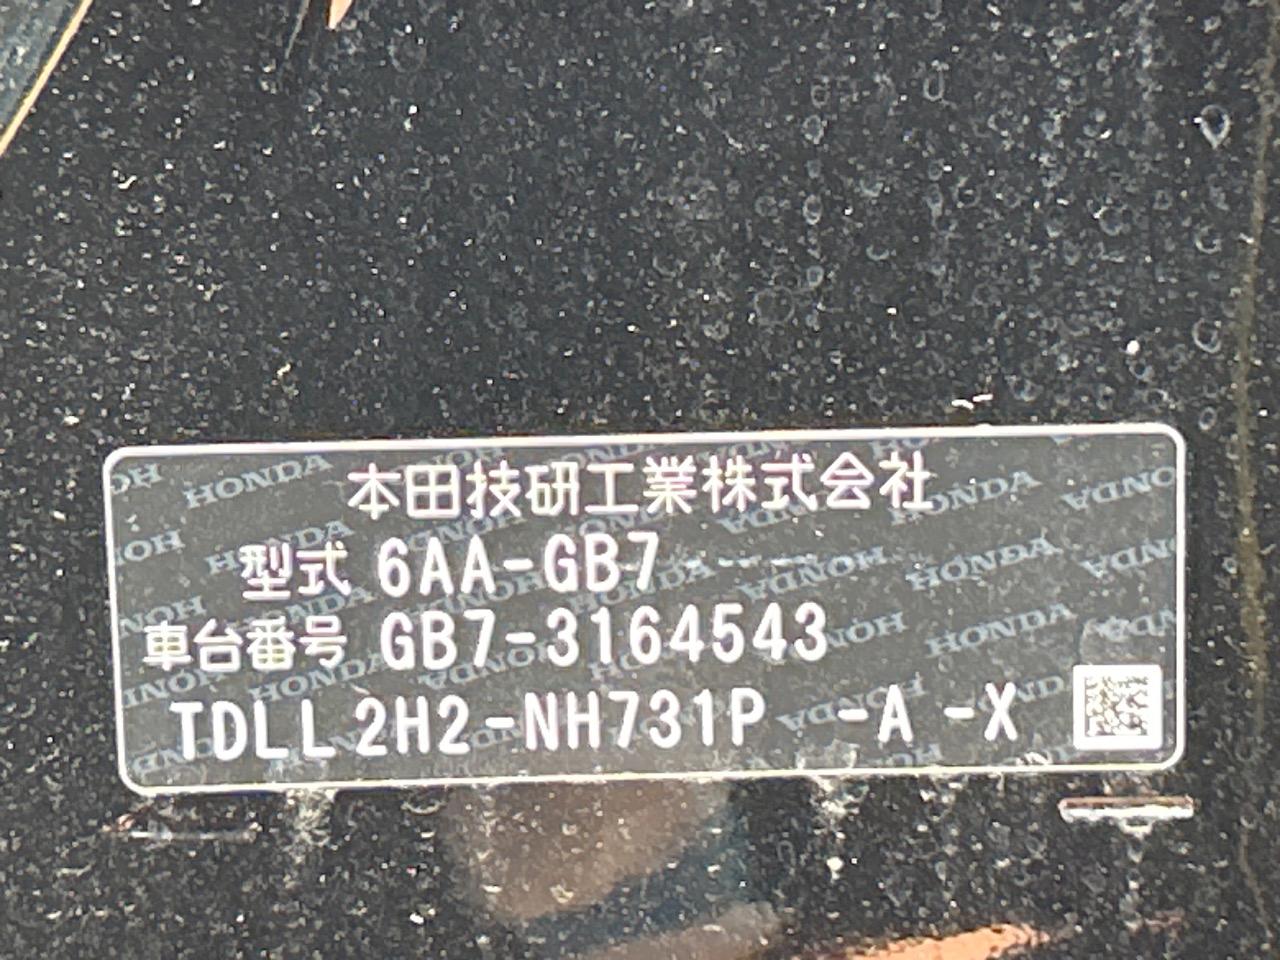 本田技研工業株式会社
型式 6AA-GB7
車台番号 GB7-3164543
TDLL2H2-NH731P -A -X